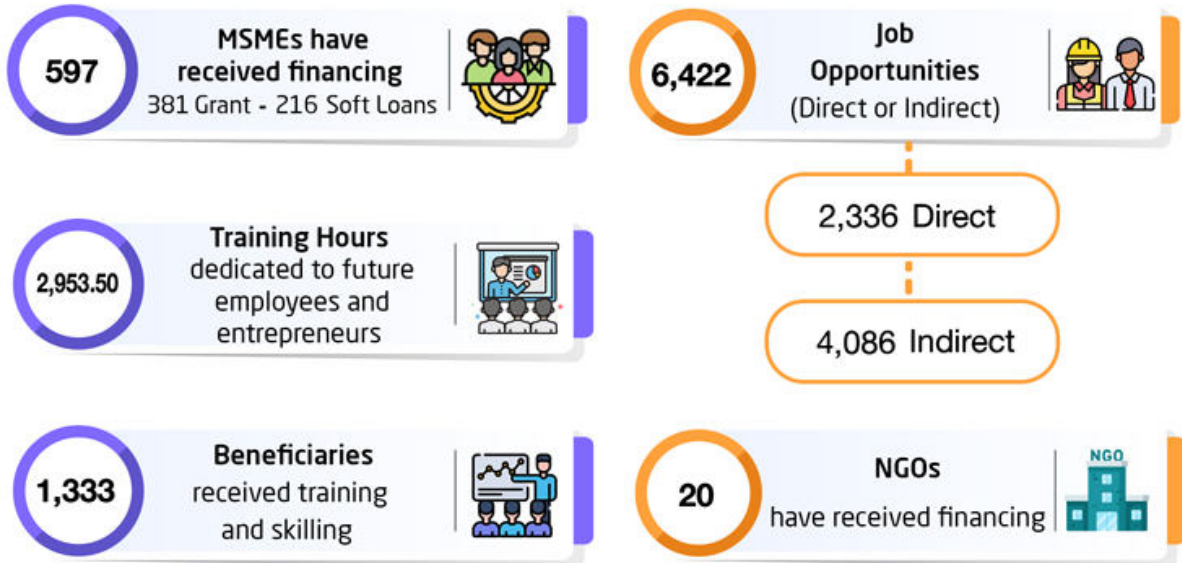 597
MSMEs have
received financing
381 Grant - 216 Soft Loans
6,422
Job
Opportunities
(Direct or Indirect)
2,336 Direct
4,086 Indirect
2,953.50
Training Hours
dedicated to future
employees and
entrepreneurs
1,333
Beneficiaries
received training
and skilling
20
NGOs
have received financing
NGO